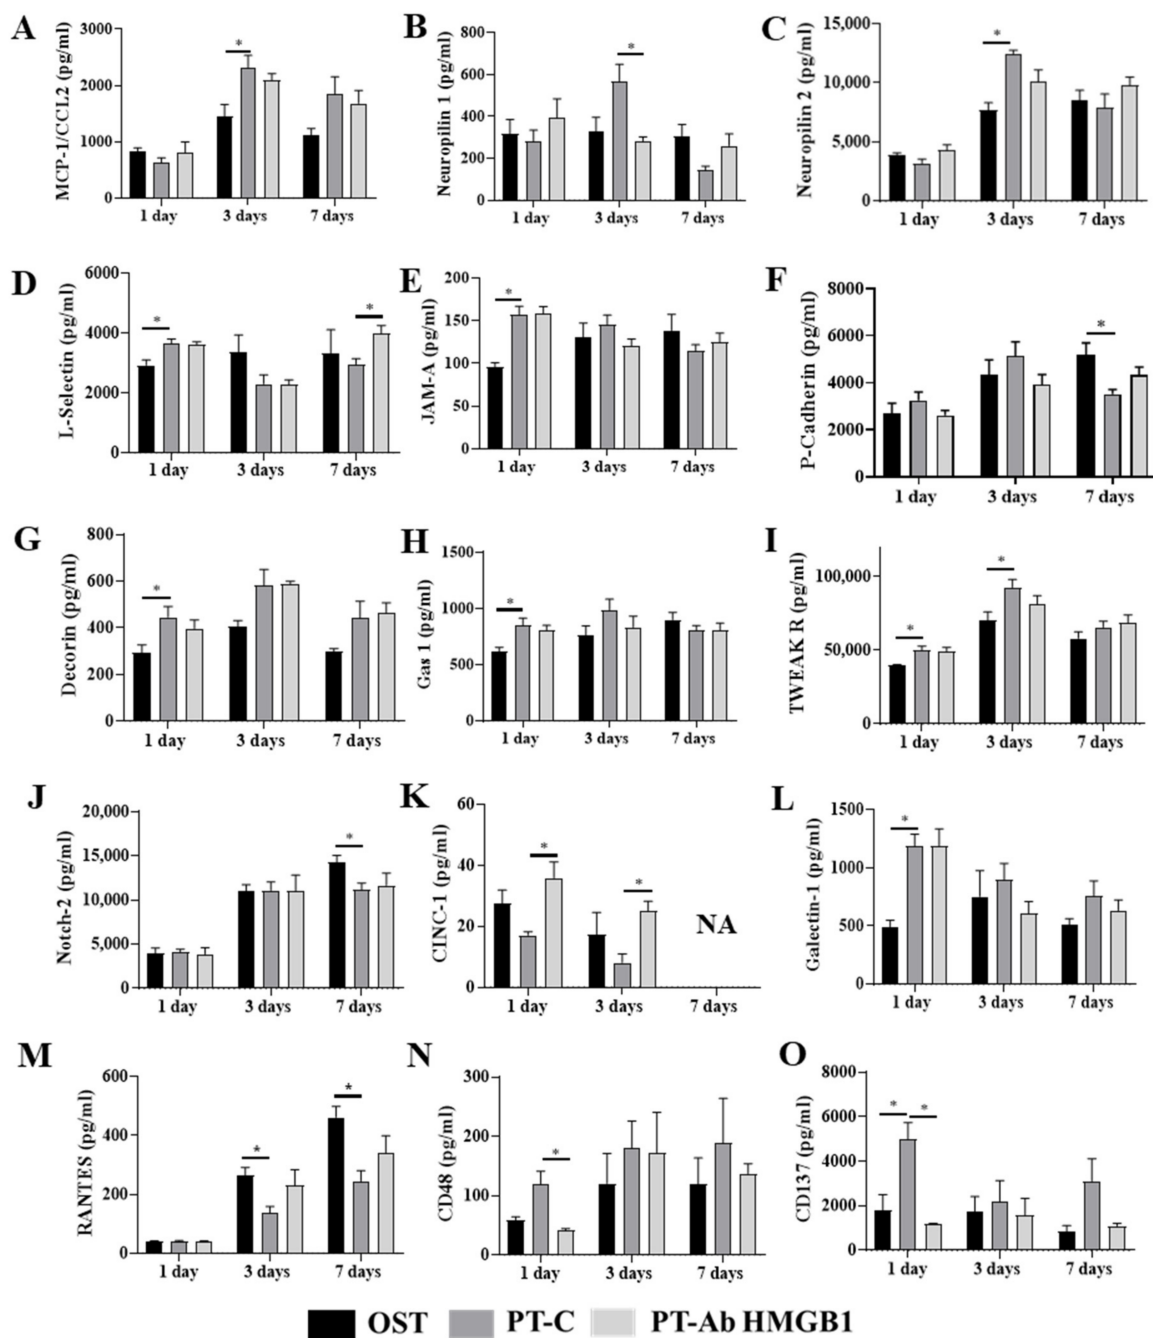 A
MCP-1/CCL2 (pg/ml)
3000
2000
1000
0
*
1 day
3 days
7 days
B
Neuropilin 1 (pg/ml)
800
600
400
200
0
*
1 day
3 days
7 days
C
Neuropilin 2 (pg/ml)
15,000
10,000
5,000
0
*
1 day
3 days
7 days
D
L-Selectin (pg/ml)
6000
4000
2000
0
*
*
1 day
3 days
7 days
E
JAM-A (pg/ml)
200
150
100
50
0
*
1 day
3 days
7 days
F
P-Cadherin (pg/ml)
8000
6000
4000
2000
0
*
1 day
3 days
7 days
G
Decorin (pg/ml)
800
600
400
200
0
*
1 day
3 days
7 days
H
Gas 1 (pg/ml)
1500
1000
500
0
*
1 day
3 days
7 days
I
TWEAK R (pg/ml)
100,000
50,000
0
*
*
1 day
3 days
7 days
J
Notch-2 (pg/ml)
20,000
15,000
10,000
5,000
0
*
1 day
3 days
7 days
K
CINC-1 (pg/ml)
60
40
20
0
*
*
NA
1 day
3 days
7 days
L
Galectin-1 (pg/ml)
1500
1000
500
0
*
1 day
3 days
7 days
M
RANTES (pg/ml)
600
400
200
0
*
*
1 day
3 days
7 days
N
CD48 (pg/ml)
300
200
100
0
*
1 day
3 days
7 days
O
CD137 (pg/ml)
8000
6000
4000
2000
0
*
*
1 day
3 days
7 days
OST PT-C PT-Ab HMGB1